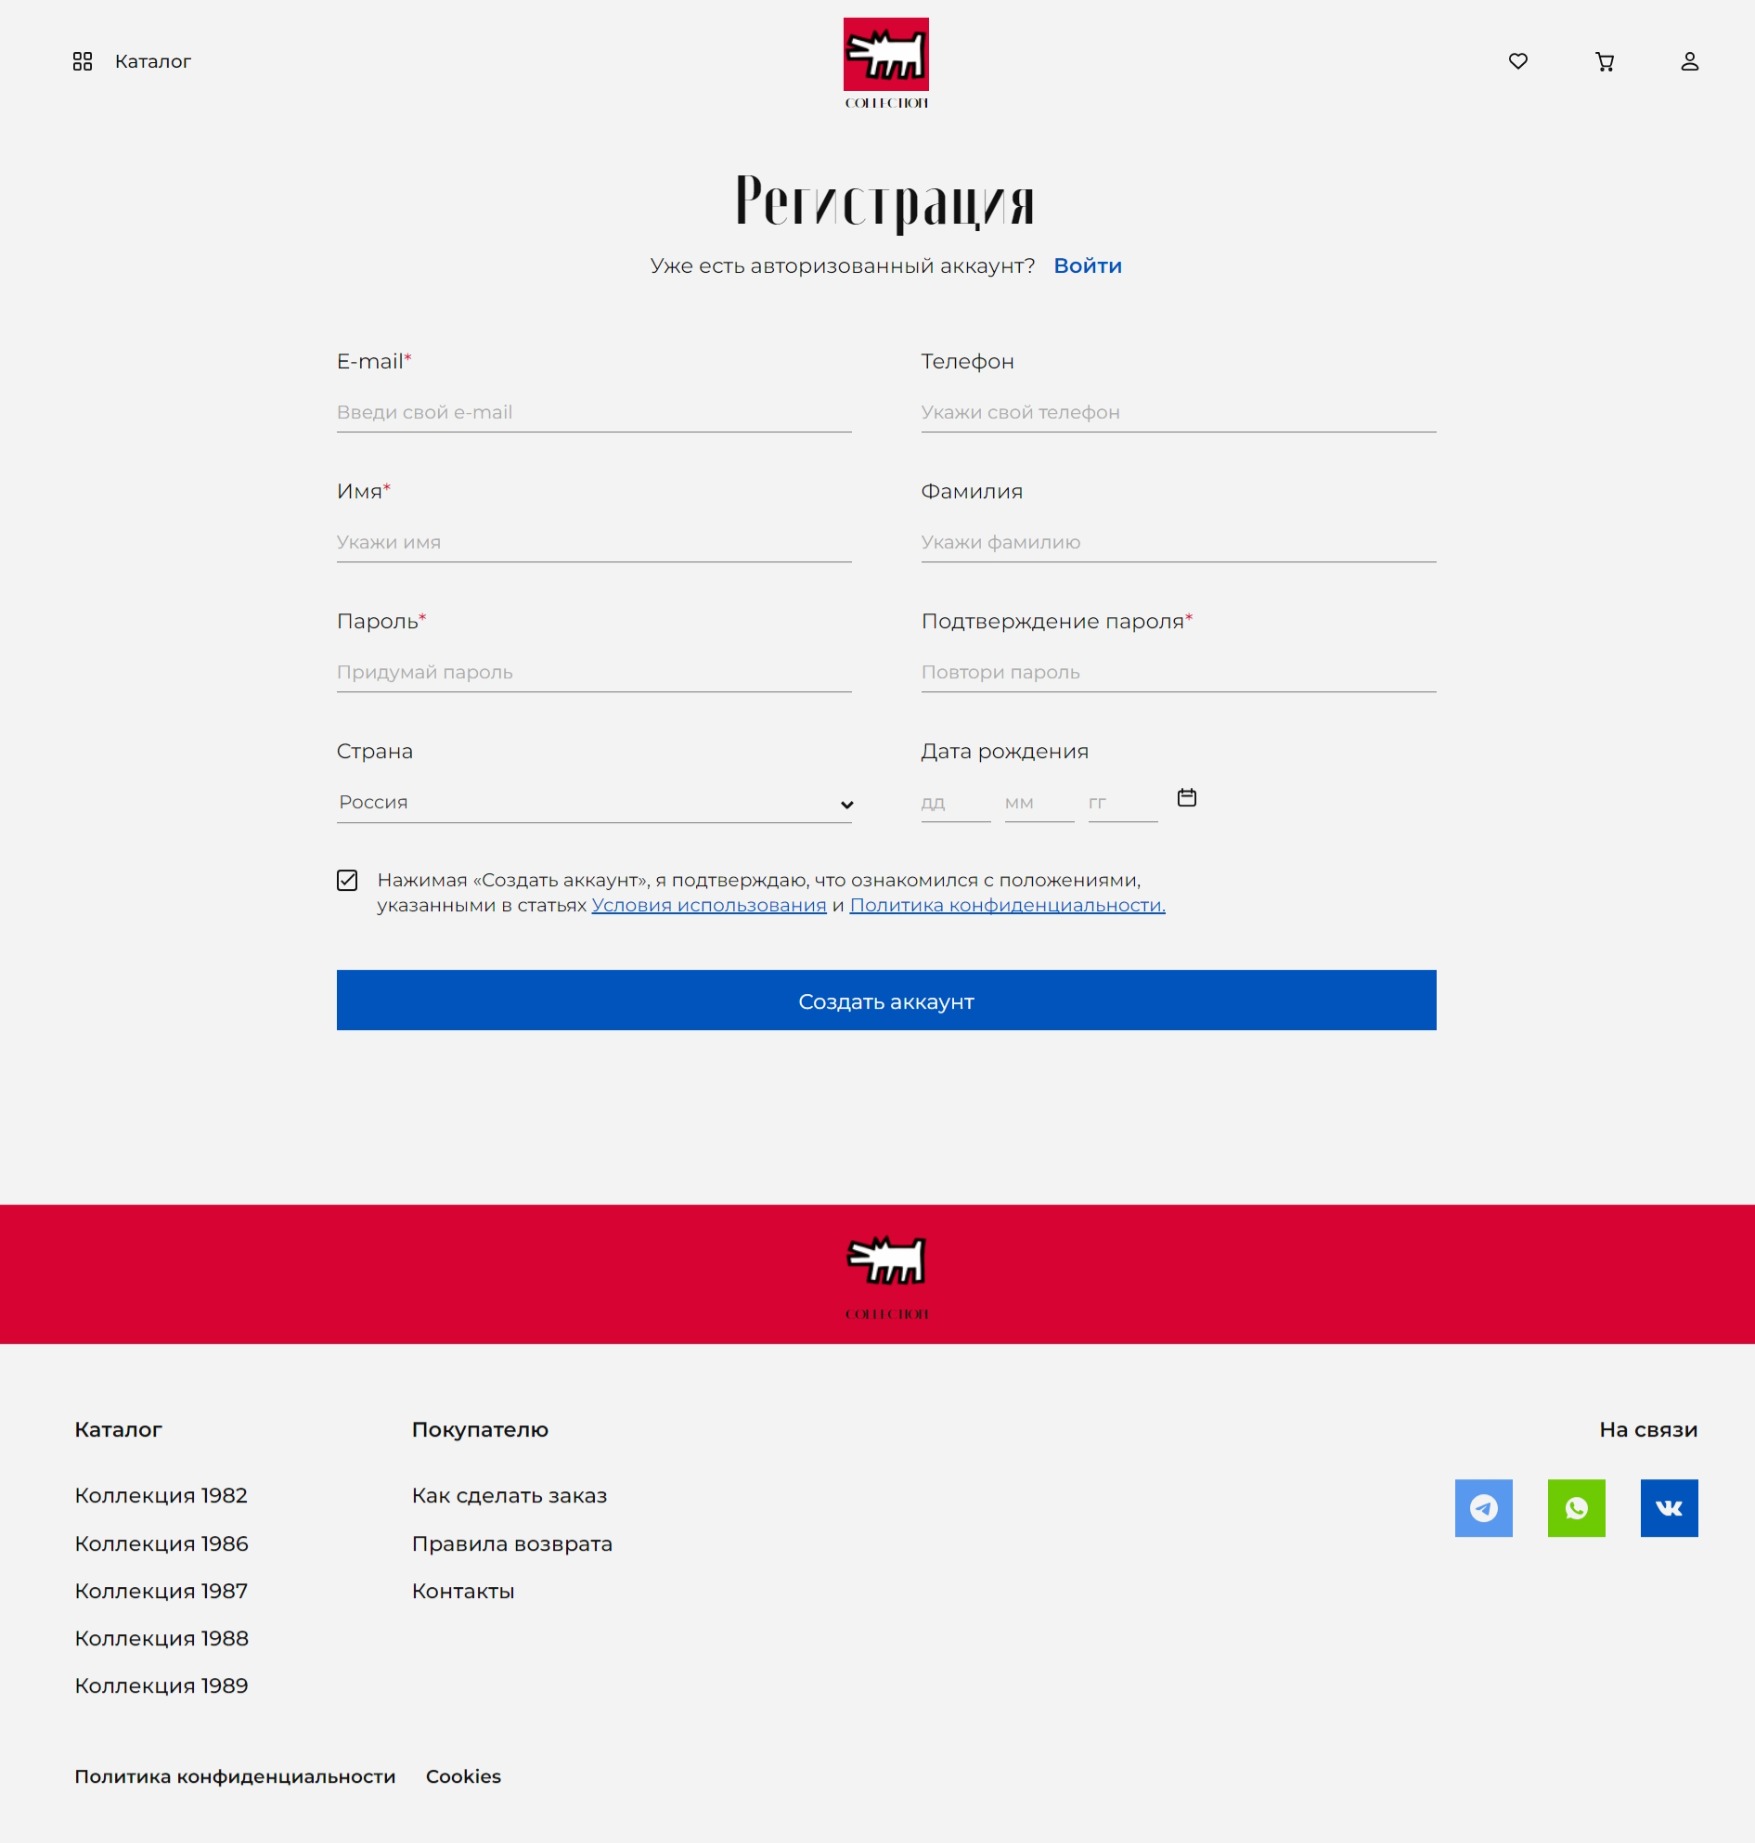 Каталог
COLLECTION
Регистрация
Уже есть авторизованный аккаунт? Войти
E-mail*
Телефон
Введи свой e-mail
Укажи свой телефон
Имя*
Фамилия
Укажи имя
Укажи фамилию
Пароль*
Подтверждение пароля*
Придумай пароль
Повтори пароль
Страна
Дата рождения
Россия
дд мм гг
Нажимая «Создать аккаунт», я подтверждаю, что ознакомился с положениями,
указанными в статьях Условия использования и Политика конфиденциальности.
Создать аккаунт
COLLECTION
Каталог
Коллекция 1982
Коллекция 1986
Коллекция 1987
Коллекция 1988
Коллекция 1989
Покупателю
Как сделать заказ
Правила возврата
Контакты
На связи
Политика конфиденциальности
Cookies